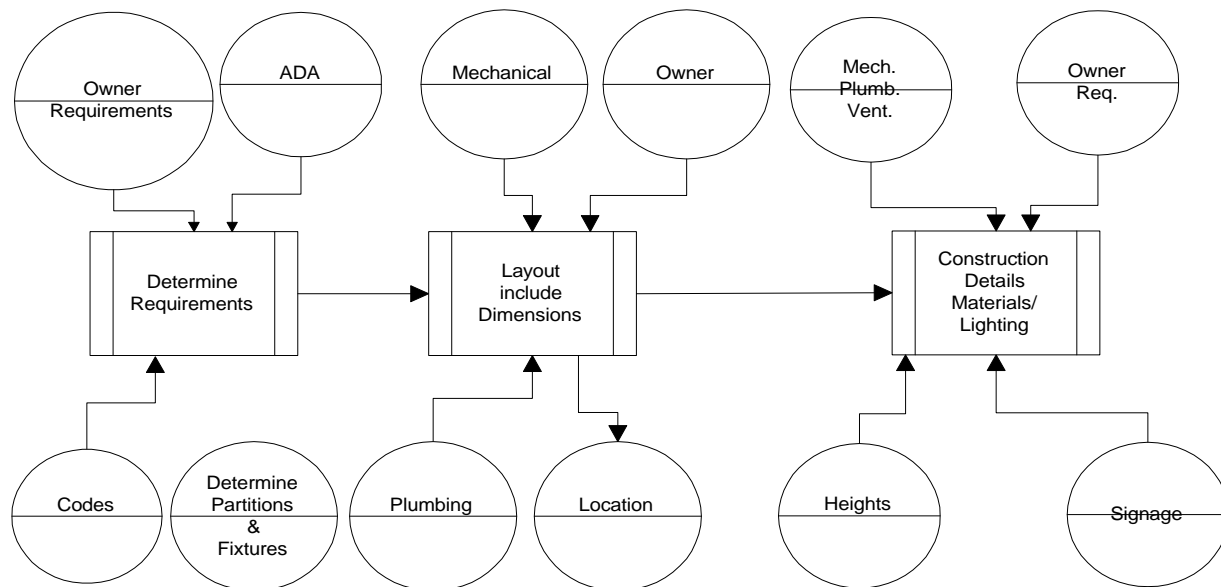 Owner
Requirements
ADA
Mechanical
Owner
Mech.
Plumb.
Vent.
Owner
Req.
Determine
Requirements
Layout
include
Dimensions
Construction
Details
Materials/
Lighting
Codes
Determine
Partitions
&
Fixtures
Plumbing
Location
Heights
Signage